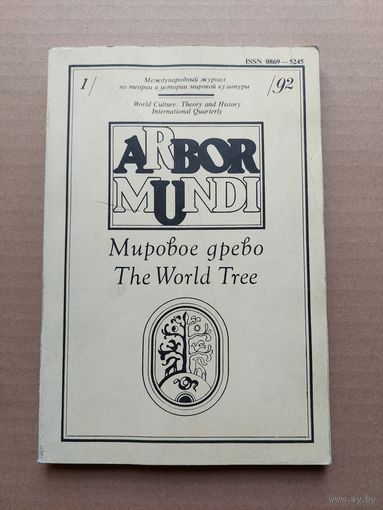 ISSN 0869—5245
1/ /92
Международный журнал
по теории и истории мировой культуры
World Culture: Theory and History
International Quarterly
ARBOR
MUNDI
Мировое древо
The World Tree
www.ay.by